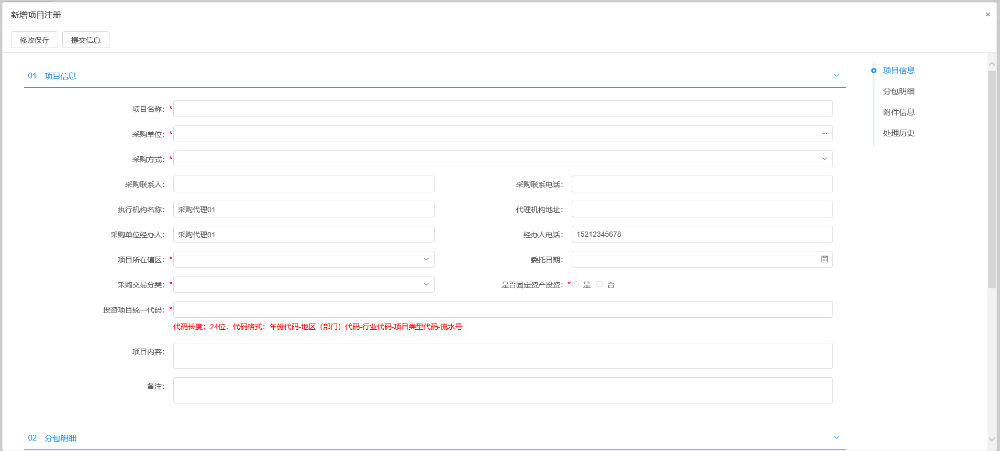 新增项目注册
×
修改保存 提交信息
01 项目信息
项目信息
分包明细
附件信息
处理历史
项目名称：*
采购单位：* ...
采购方式：*
采购联系人： 采购联系电话：
执行机构名称： 采购代理01 代理机构地址：
采购单位经办人： 采购代理01 经办人电话： 15212345678
项目所在辖区：* 委托日期：
采购交易分类：* 是否固定资产投资：* 是 否
投资项目统一代码：*
代码长度：24位，代码格式：年份代码-地区（部门）代码-行业代码-项目类型代码-流水号
项目内容：
备注：
02 分包明细